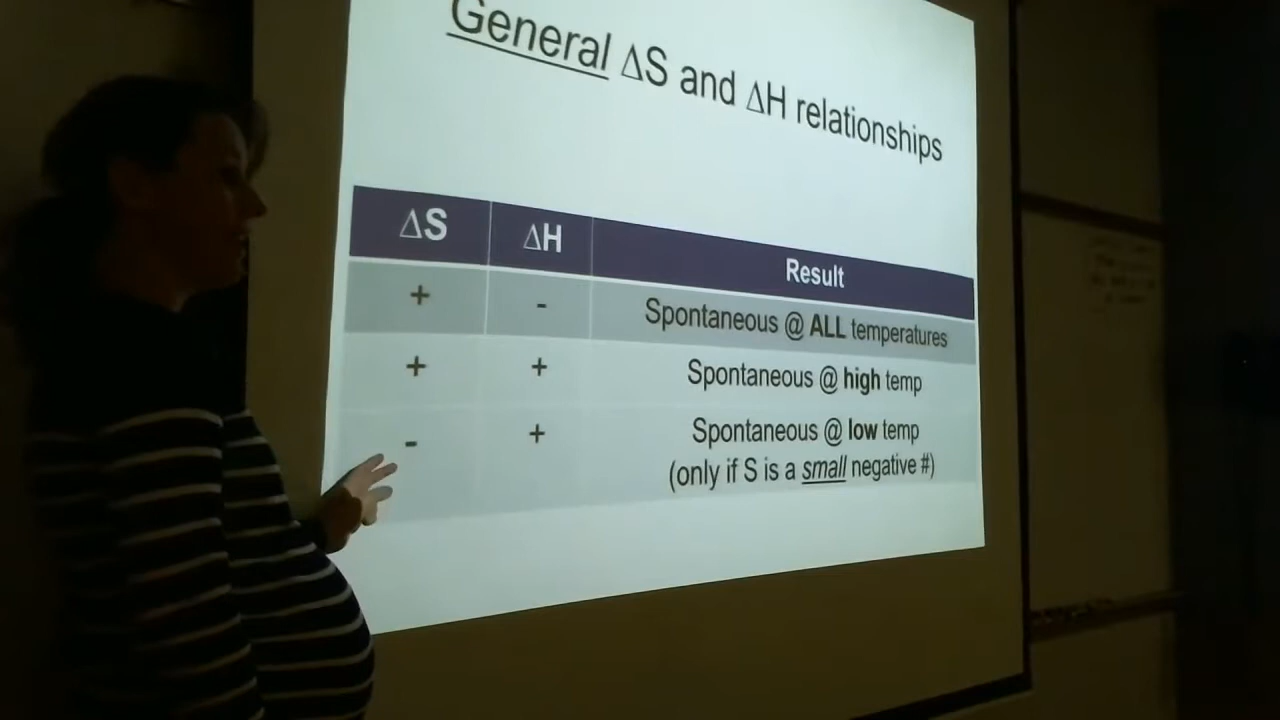 General ΔS and ΔH relationships
ΔS ΔH Result
+ - Spontaneous @ ALL temperatures
+ + Spontaneous @ high temp
- + Spontaneous @ low temp
(only if S is a small negative #)